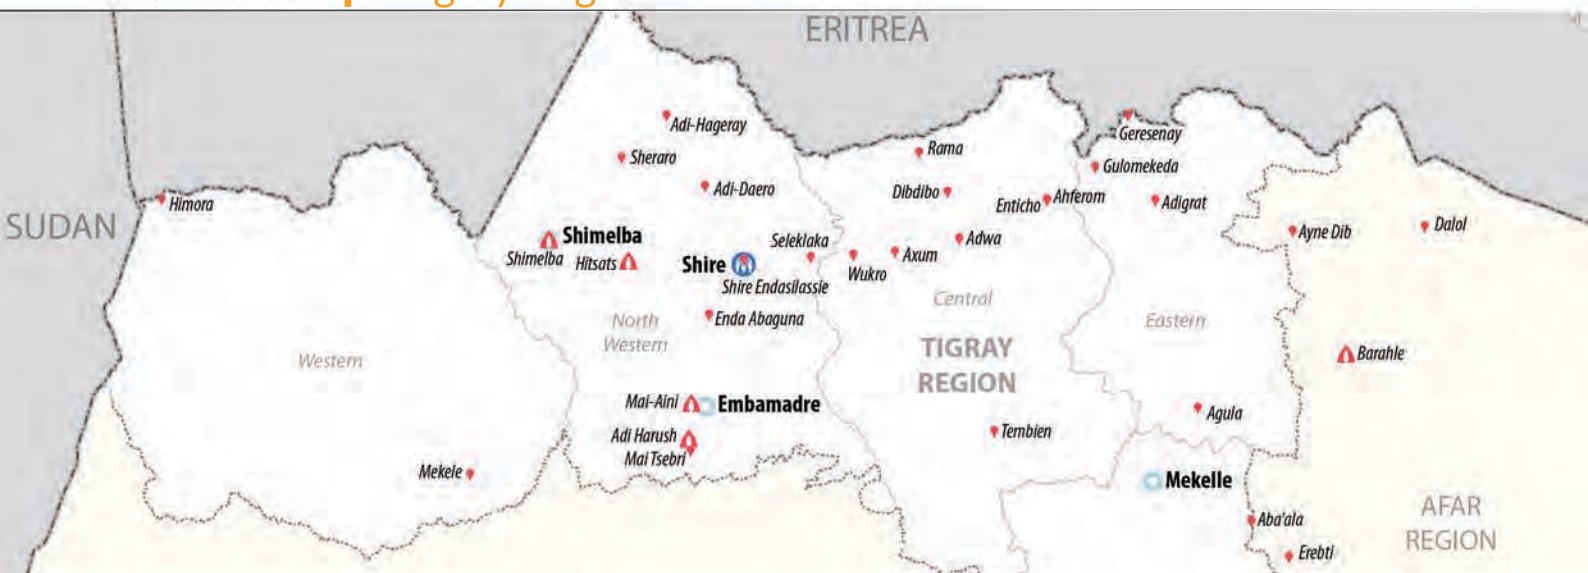 ERITREA
SUDAN
Himora
Adi-Hageray
Sheraro
Adi-Daero
Shimelba
Shimelba
Hitsats
Shire
Shire Endasilassie
Seleklaka
Enda Abaguna
North
Western
Western
Mai-Aini
Embamadre
Adi Harush
Mai Tsebri
Mekele
Rama
Dibdibo
Enticho
Ahferom
Adwa
Axum
Wukro
Central
TIGRAY
REGION
Tembien
Geresenay
Gulomekeda
Adigrat
Eastern
Agula
Mekelle
Ayne Dib
Dalol
Barahle
Aba'ala
Erebti
AFAR
REGION